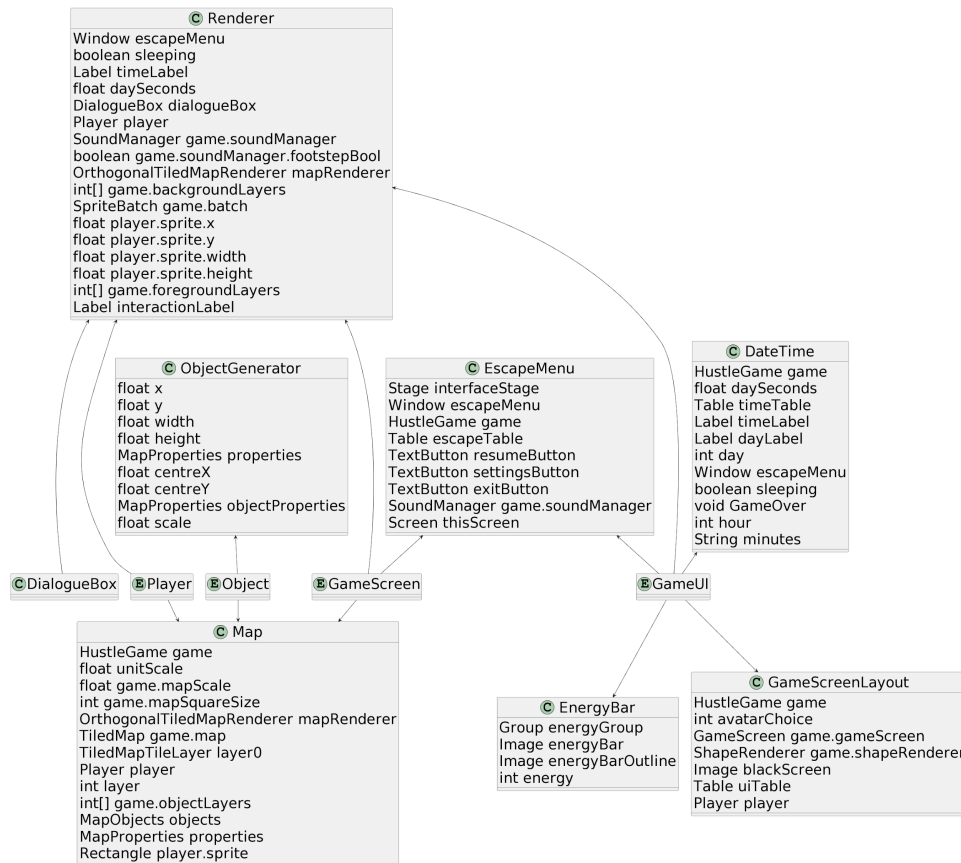 C Renderer
Window escapeMenu
boolean sleeping
Label timeLabel
float daySeconds
DialogueBox dialogueBox
Player player
SoundManager game.soundManager
boolean game.soundManager.footstepBool
OrthogonalTiledMapRenderer mapRenderer
int[] game.backgroundLayers
SpriteBatch game.batch
float player.sprite.x
float player.sprite.y
float player.sprite.width
float player.sprite.height
int[] game.foregroundLayers
Label interactionLabel
C ObjectGenerator
float x
float y
float width
float height
MapProperties properties
float centreX
float centreY
MapProperties objectProperties
float scale
C EscapeMenu
Stage interfaceStage
Window escapeMenu
HustleGame game
Table escapeTable
TextButton resumeButton
TextButton settingsButton
TextButton exitButton
SoundManager game.soundManager
Screen thisScreen
C DateTime
HustleGame game
float daySeconds
Table timeTable
Label timeLabel
Label dayLabel
int day
Window escapeMenu
boolean sleeping
void GameOver
int hour
String minutes
C DialogueBox
E Player
E Object
E GameScreen
E GameUI
C Map
HustleGame game
float unitScale
float game.mapScale
int game.mapSquareSize
OrthogonalTiledMapRenderer mapRenderer
TiledMap game.map
TiledMapTileLayer layer0
Player player
int layer
int[] game.objectLayers
MapObjects objects
MapProperties properties
Rectangle player.sprite
C EnergyBar
Group energyGroup
Image energyBar
Image energyBarOutline
int energy
C GameScreenLayout
HustleGame game
int avatarChoice
GameScreen game.gameScreen
ShapeRenderer game.shapeRenderer
Image blackScreen
Table uiTable
Player player